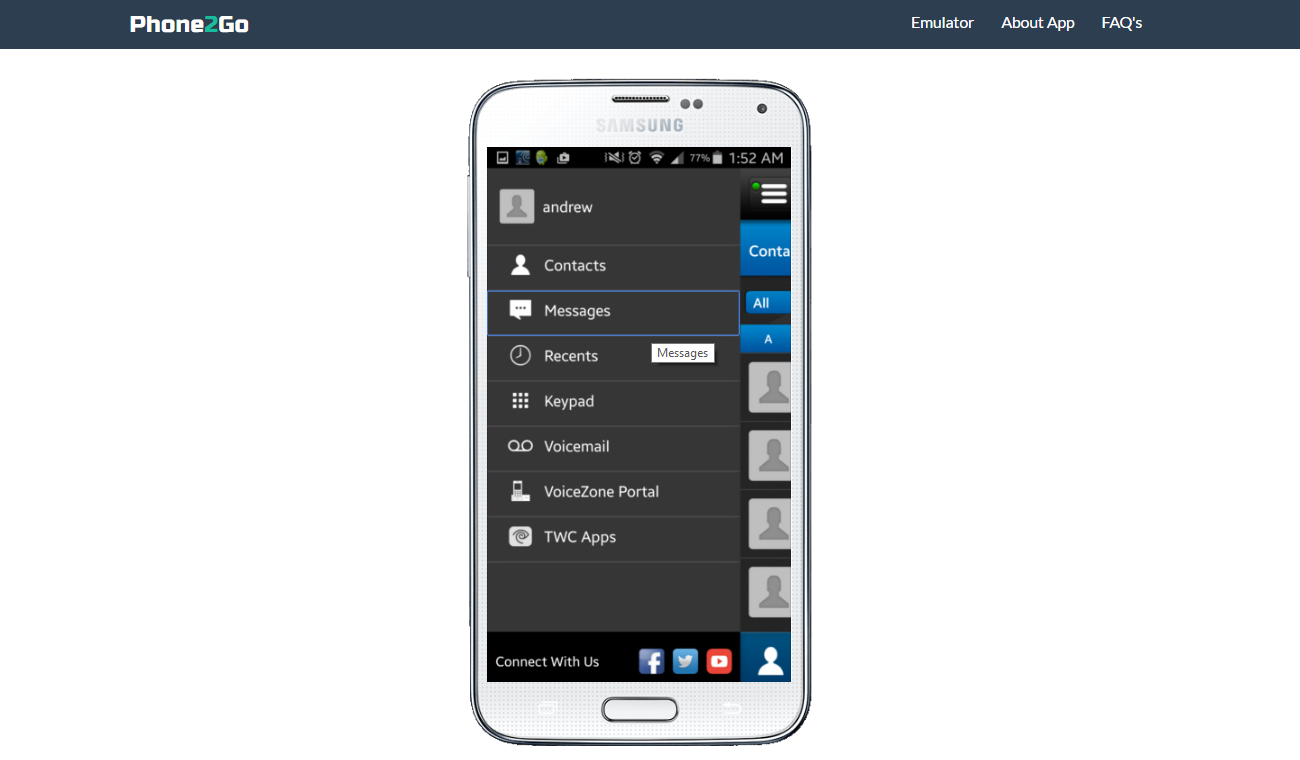 Phone2Go
Emulator About App FAQ's
SAMSUNG
77% 1:52 AM
andrew
Contacts
Messages
Recents
Messages
Keypad
Voicemail
VoiceZone Portal
TWC Apps
Connect With Us
Conta
All
A